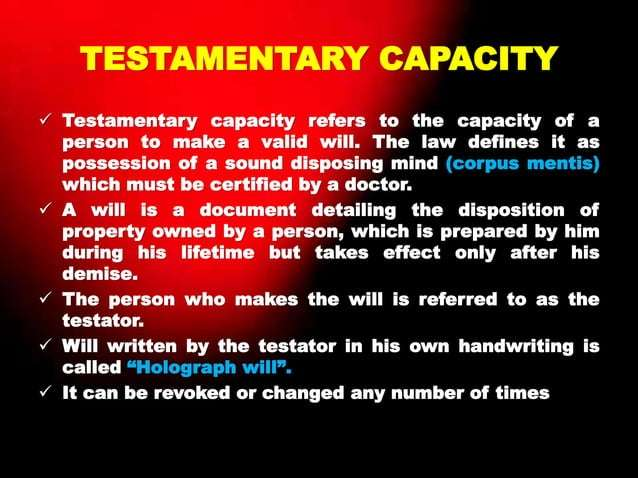 TESTAMENTARY CAPACITY
✓ Testamentary capacity refers to the capacity of a
person to make a valid will. The law defines it as
possession of a sound disposing mind (corpus mentis)
which must be certified by a doctor.
✓ A will is a document detailing the disposition of
property owned by a person, which is prepared by him
during his lifetime but takes effect only after his
demise.
✓ The person who makes the will is referred to as the
testator.
✓ Will written by the testator in his own handwriting is
called “Holograph will”.
✓ It can be revoked or changed any number of times